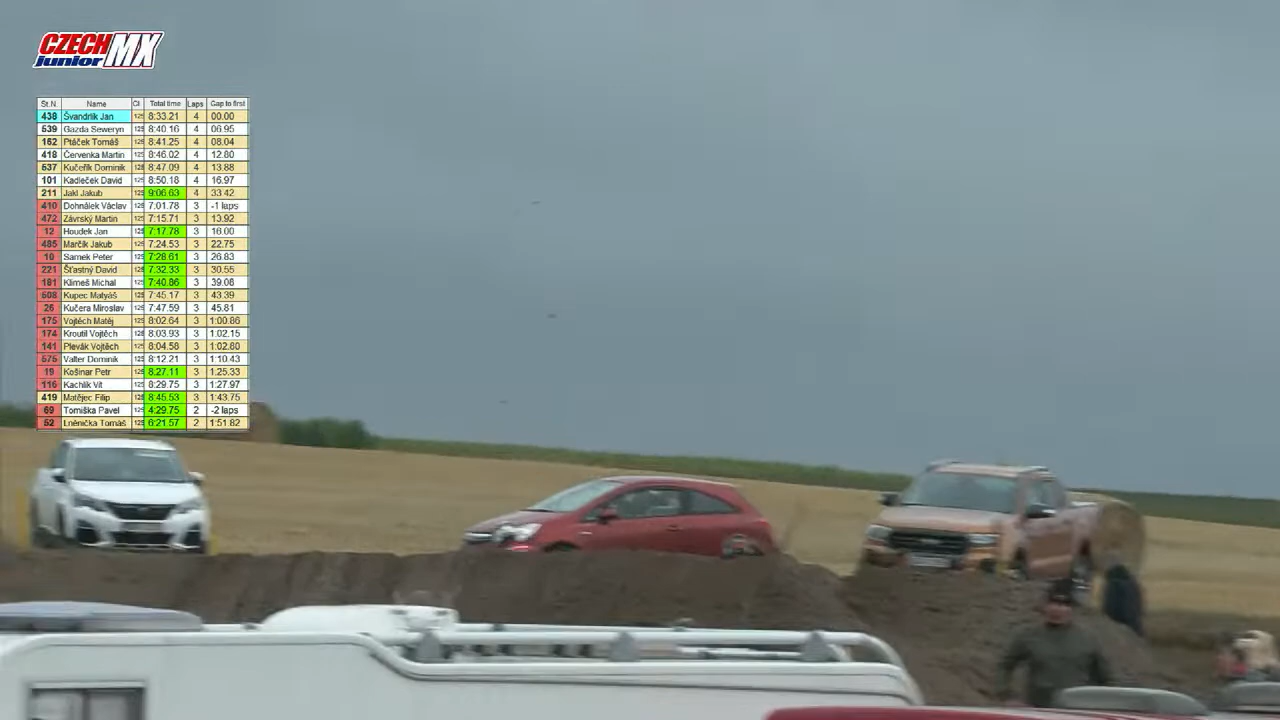 CZECH MX
junior
St.N. Name Cl. Total time Laps Gap to first
438 Švandrlík Jan 125 8:33.21 4 00.00
539 Gazda Seweryn 125 8:40.16 4 06.95
162 Ptáček Tomáš 125 8:41.25 4 08.04
418 Červenka Martin 125 8:46.02 4 12.80
537 Kučeřík Dominik 125 8:47.09 4 13.88
101 Kadleček David 125 8:50.18 4 16.97
211 Jakl Jakub 125 9:06.63 4 33.42
410 Dohnálek Václav 125 7:01.78 3 -1 laps
472 Závrský Martin 125 7:15.71 3 13.92
12 Houdek Jan 125 7:17.78 3 16.00
485 Marčík Jakub 125 7:24.53 3 22.75
10 Samek Peter 125 7:28.61 3 26.83
221 Šťastný David 125 7:32.33 3 30.55
181 Klimeš Michal 125 7:40.86 3 39.08
508 Kupec Matyáš 125 7:45.17 3 43.39
26 Kučera Miroslav 125 7:47.59 3 45.81
175 Vojtěch Matěj 125 8:02.64 3 1:00.86
174 Kroutil Vojtěch 125 8:03.93 3 1:02.15
141 Plevák Vojtěch 125 8:04.58 3 1:02.80
575 Valter Dominik 125 8:12.21 3 1:10.43
19 Košinar Petr 125 8:27.11 3 1:25.33
116 Kachlík Vít 125 8:29.75 3 1:27.97
419 Matějec Filip 125 8:45.53 3 1:43.75
69 Tomiška Pavel 125 4:29.75 2 -2 laps
52 Lněnička Tomáš 125 6:21.57 2 1:51.82